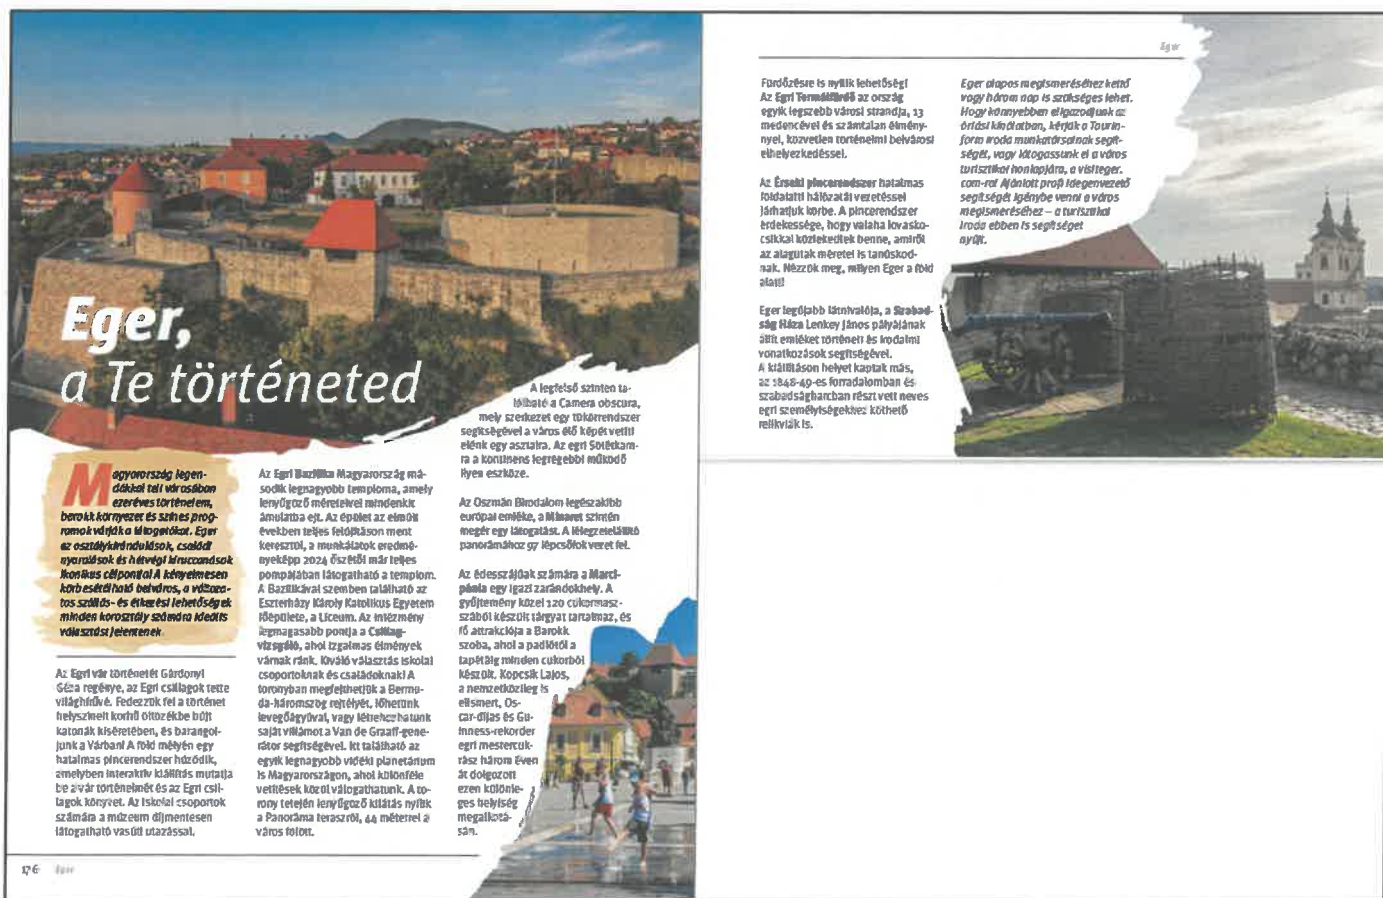 Eger,
a Te történeted
Magyarország legen-
dákkal teli városában
ezeréves történelem,
barokk környezet és színes prog-
ramok várják a látogatókat. Eger
az osztálykirándulások, családi
nyaralások és hétvégi kiruccanások
ikonikus célpontja! A kényelmesen
körbesétálható belváros, a változa-
tos szállás- és étkezési lehetőségek
minden korosztály számára ideális
választást jelentenek.
Az Egri vár történetét Gárdonyi
Géza regénye, az Egri csillagok tette
világhírűvé. Fedezzük fel a történet
helyszíneit korhű öltözékbe bújt
katonák kíséretében, és barangol-
junk a Várban! A föld mélyén egy
hatalmas pincerendszer húzódik,
amelyben interaktív kiállítás mutatja
be a vár történelmét és az Egri csil-
lagok könyvet. Az iskolai csoportok
számára a múzeum díjmentesen
látogatható vasúti utazással.
Az Egri Bazilika Magyarország má-
sodik legnagyobb temploma, amely
lenyűgöző méreteivel mindenkit
ámulatba ejt. Az épület az elmúlt
években teljes felújításon ment
keresztül, a munkálatok eredmé-
nyeképp 2024 őszétől már teljes
pompájában látogatható a templom.
A Bazilikával szemben található az
Eszterházy Károly Katolikus Egyetem
főépülete, a Líceum. Az intézmény
legmagasabb pontja a Csillag-
vizsgáló, ahol izgalmas élmények
várnak ránk. Kiváló választás iskolai
csoportoknak és családoknak! A
toronyban megfejthetjük a Bermu-
da-háromszög rejtélyét, lőhetünk
levegőágyúval, vagy létrehozhatunk
saját villámot a Van de Graaff-gene-
rátor segítségével. Itt található az
egyik legnagyobb vidéki planetárium
is Magyarországon, ahol különféle
vetítések közül válogathatunk. A to-
rony tetején lenyűgöző kilátás nyílik
a Panoráma teraszról, 44 méterrel a
város fölött.
A legfelső szinten ta-
lálható a Camera obscura,
mely szerkezet egy tükörrendszer
segítségével a város élő képét vetíti
elénk egy asztalra. Az egri Sötétkam-
ra a kontinens legrégebbi működő
ilyen eszköze.
Az Oszmán Birodalom legészakibb
európai emléke, a Minaret szintén
megér egy látogatást. A lélegzetelállító
panorámához 97 lépcsőfok vezet fel.
Az édesszájúak számára a Marci-
pánia egy igazi zarándokhely. A
gyűjtemény közel 120 cukormasz-
szából készült tárgyat tartalmaz, és
fő attrakciója a Barokk
szoba, ahol a padlótól a
tapétáig minden cukorból
készült. Kopcsik Lajos,
a nemzetközileg is
elismert, Os-
car-díjas és Gu-
inness-rekorder
egri mestercuk-
rász három éven
át dolgozott
ezen különle-
ges helyiség
megalkotá-
sán.
176 Eger
Eger
Fürdőzésre is nyílik lehetőség!
Az Egri Termálfürdő az ország
egyik legszebb városi strandja, 13
medencével és számtalan élmény-
nyel, közvetlen történelmi belvárosi
elhelyezkedéssel.
Az Érseki pincerendszer hatalmas
földalatti hálózatát vezetéssel
járhatjuk körbe. A pincerendszer
érdekessége, hogy valaha lovasko-
csikkal közlekedtek benne, amiről
az alagutak méretei is tanúskod-
nak. Nézzük meg, milyen Eger a föld
alatt!
Eger legújabb látnivalója, a Szabad-
ság Háza Lenkey János pályájának
állít emléket történeti és irodalmi
vonatkozások segítségével.
A kiállításon helyet kaptak más,
az 1848-49-es forradalomban és
szabadságharcban részt vett neves
egri személyiségekhez köthető
relikviák is.
Eger alapos megismeréséhez kettő
vagy három nap is szükséges lehet.
Hogy könnyebben eligazodjunk az
óriási kínálatban, kérjük a Tourin-
form iroda munkatársainak segít-
ségét, vagy látogassunk el a város
turisztikai honlapjára, a visiteger.
com-ra! Ajánlott profi idegenvezető
segítségét igénybe venni a város
megismeréséhez – a turisztikai
iroda ebben is segítséget
nyújt.